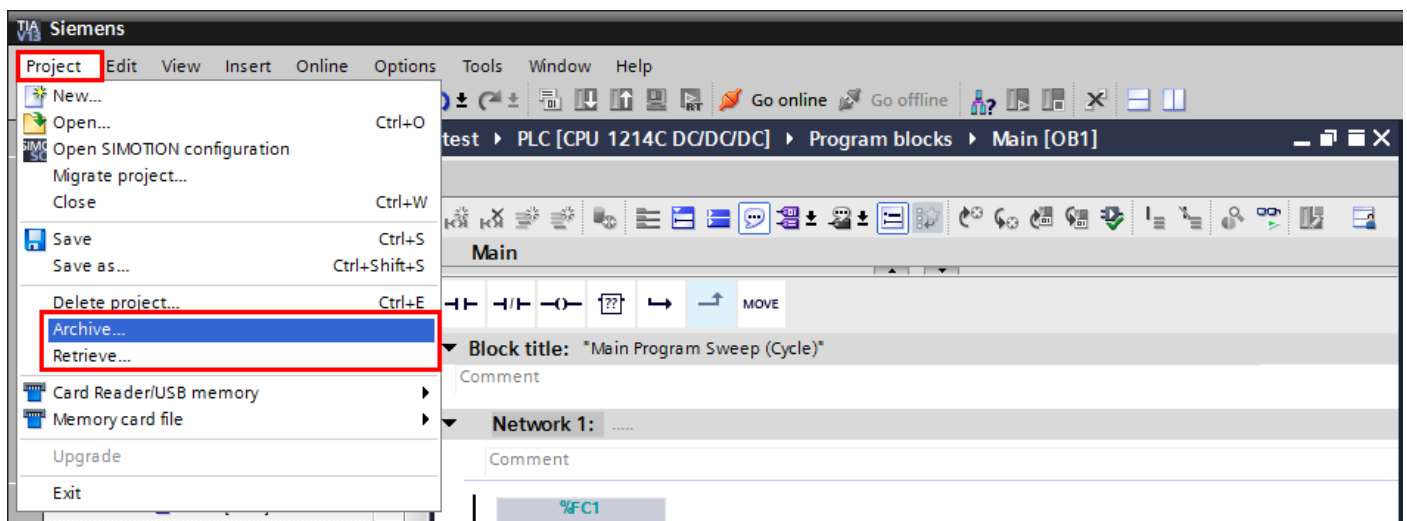 TIA V13 Siemens
Project Edit View Insert Online Options Tools Window Help
New...
Open... Ctrl+O
Open SIMOTION configuration
Migrate project...
Close Ctrl+W
Save Ctrl+S
Save as... Ctrl+Shift+S
Delete project... Ctrl+E
Archive...
Retrieve...
Card Reader/USB memory
Memory card file
Upgrade
Exit
Go online Go offline
test PLC [CPU 1214C DC/DC/DC] Program blocks Main [OB1]
Main
?? MOVE
Block title: "Main Program Sweep (Cycle)"
Comment
Network 1: .....
Comment
%FC1